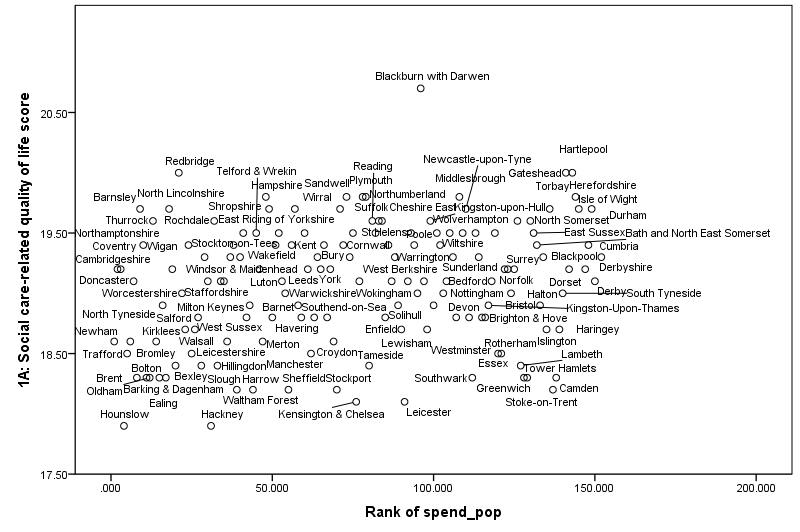 Blackburn with Darwen
20.50
Hartlepool
Newcastle-upon-Tyne
Redbridge
Reading
Telford & Wrekin
Gateshead
Middlesbrough
Plymouth
Sandwell
Hampshire
Torbay
Herefordshire
North Lincolnshire
Barnsley
Wirral
Northumberland
Isle of Wight
Shropshire
Suffolk
Cheshire East
Kingston-upon-Hull
Durham
Thurrock
Rochdale
East Riding of Yorkshire
Wolverhampton
North Somerset
19.50
Northamptonshire
St Helens
Poole
East Sussex
Bath and North East Somerset
Coventry
Wigan
Stockton-on-Tees
Kent
Cornwall
Wiltshire
Cumbria
Cambridgeshire
Wakefield
Bury
Warrington
Surrey
Blackpool
Windsor & Maidenhead
West Berkshire
Sunderland
Derbyshire
Doncaster
Luton
Leeds
York
Bedford
Norfolk
Dorset
Worcestershire
Staffordshire
Warwickshire
Wokingham
Nottingham
Halton
Derby
South Tyneside
Milton Keynes
Barnet
Southend-on-Sea
Devon
Bristol
Kingston-Upon-Thames
North Tyneside
Salford
Solihull
Brighton & Hove
Newham
Kirklees
West Sussex
Havering
Enfield
Haringey
Walsall
Merton
Lewisham
Rotherham
Islington
18.50
Trafford
Bromley
Leicestershire
Croydon
Tameside
Westminster
Lambeth
Bolton
Hillingdon
Manchester
Essex
Tower Hamlets
Brent
Bexley
Slough
Harrow
Sheffield
Stockport
Southwark
Oldham
Barking & Dagenham
Greenwich
Camden
Ealing
Waltham Forest
Stoke-on-Trent
Hounslow
Hackney
Kensington & Chelsea
Leicester
17.50
.000
50.000
100.000
150.000
200.000
Rank of spend_pop
1A: Social care-related quality of life score